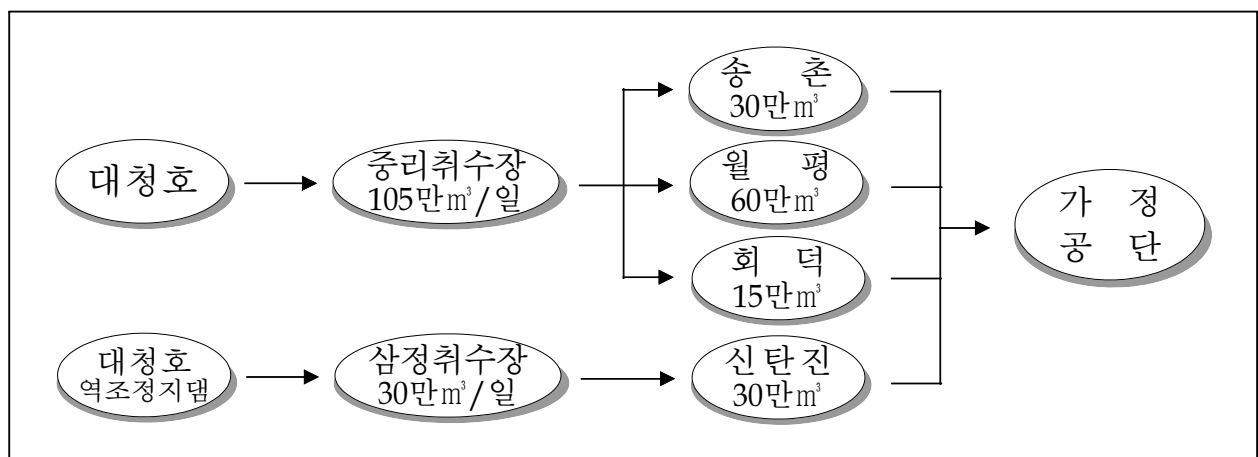 송 촌
30만㎥
대청호
중리취수장
105만㎥/일
월 평
60만㎥
가 정
공 단
회 덕
15만㎥
대청호
역조정지댐
삼정취수장
30만㎥/일
신탄진
30만㎥